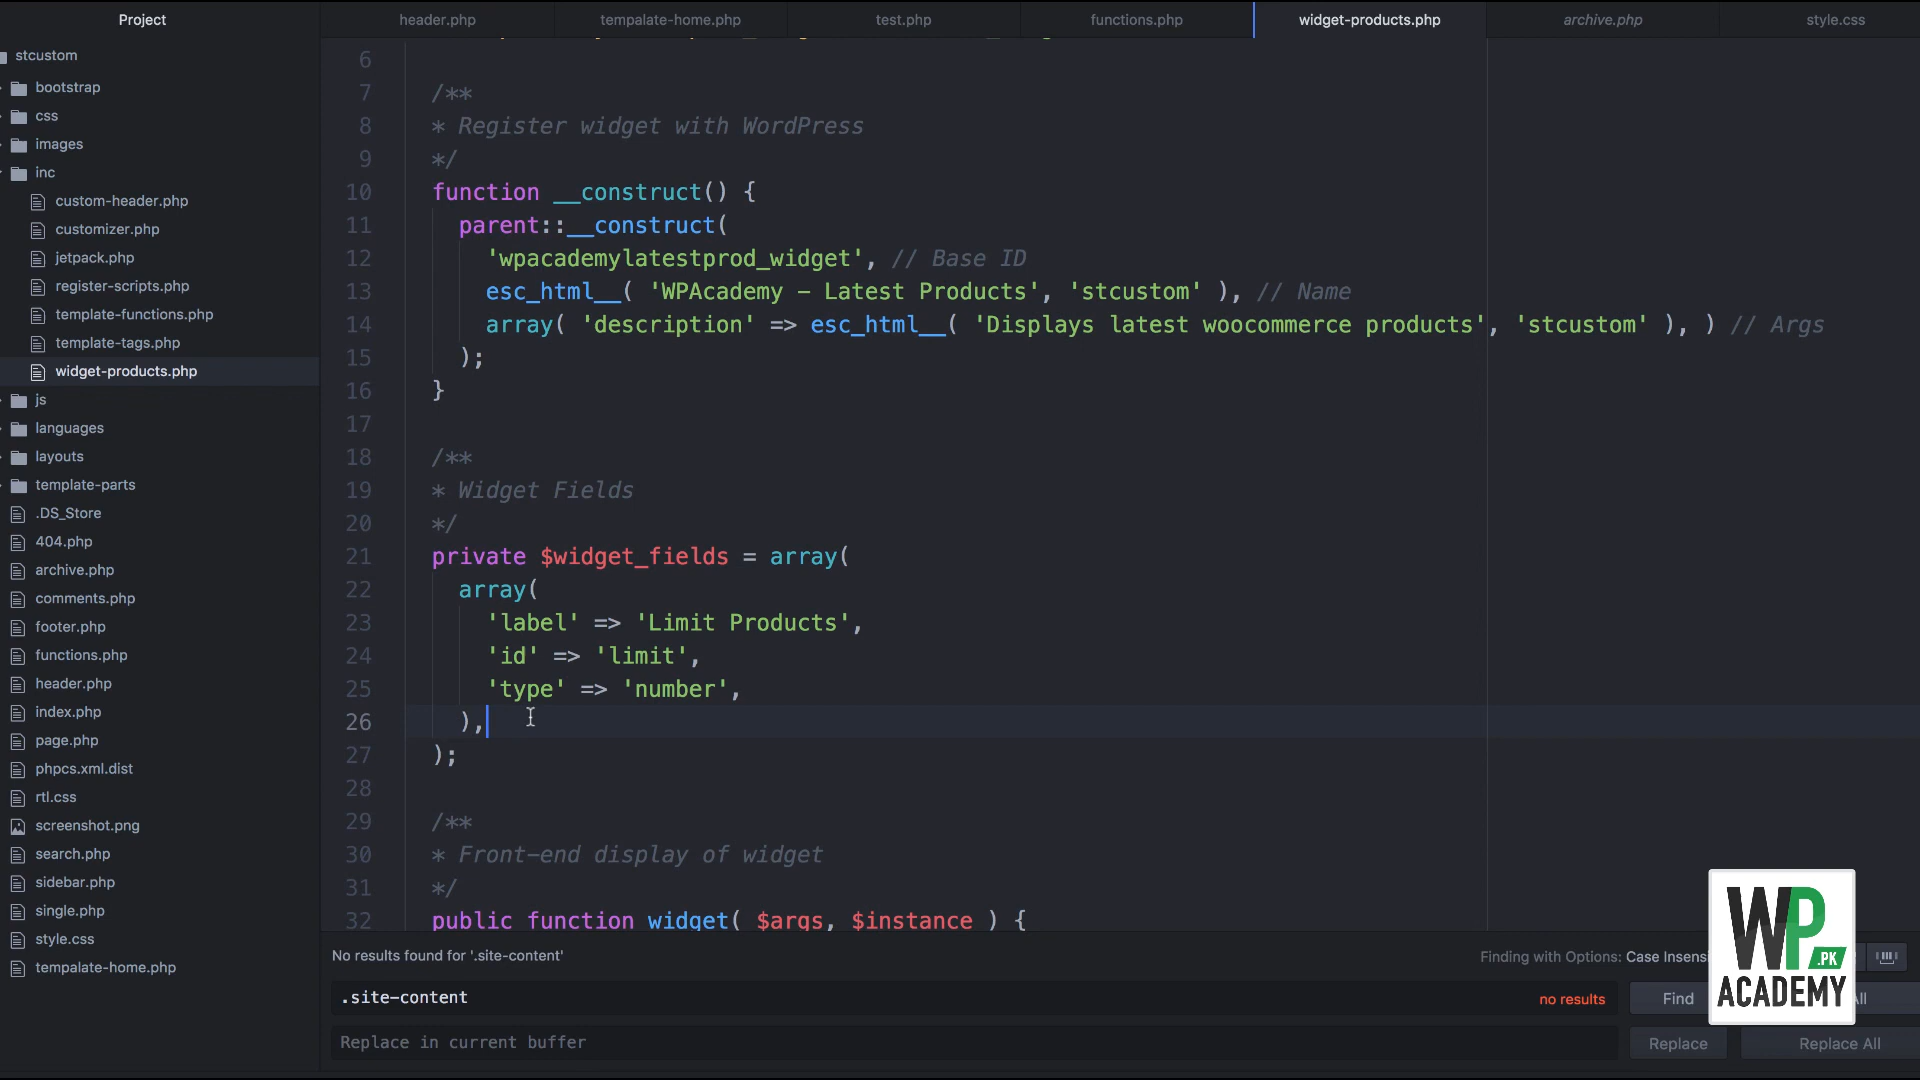 Project
header.php
tempalate-home.php
test.php
functions.php
widget-products.php
archive.php
style.css
stcustom
bootstrap
css
images
inc
custom-header.php
customizer.php
jetpack.php
register-scripts.php
template-functions.php
template-tags.php
widget-products.php
js
languages
layouts
template-parts
.DS_Store
404.php
archive.php
comments.php
footer.php
functions.php
header.php
index.php
page.php
phpcs.xml.dist
rtl.css
screenshot.png
search.php
sidebar.php
single.php
style.css
tempalate-home.php
6
7 /**
8 * Register widget with WordPress
9 */
10 function __construct() {
11 parent::__construct(
12 'wpacademylatestprod_widget', // Base ID
13 esc_html__( 'WPAcademy - Latest Products', 'stcustom' ), // Name
14 array( 'description' => esc_html__( 'Displays latest woocommerce products', 'stcustom' ), ) // Args
15 );
16 }
17
18 /**
19 * Widget Fields
20 */
21 private $widget_fields = array(
22 array(
23 'label' => 'Limit Products',
24 'id' => 'limit',
25 'type' => 'number',
26 ),
27 );
28
29 /**
30 * Front-end display of widget
31 */
32 public function widget( $args, $instance ) {
No results found for '.site-content'
Finding with Options: Case Insensi
.site-content
no results
Find
All
Replace in current buffer
Replace
Replace All
WP
.PK
ACADEMY